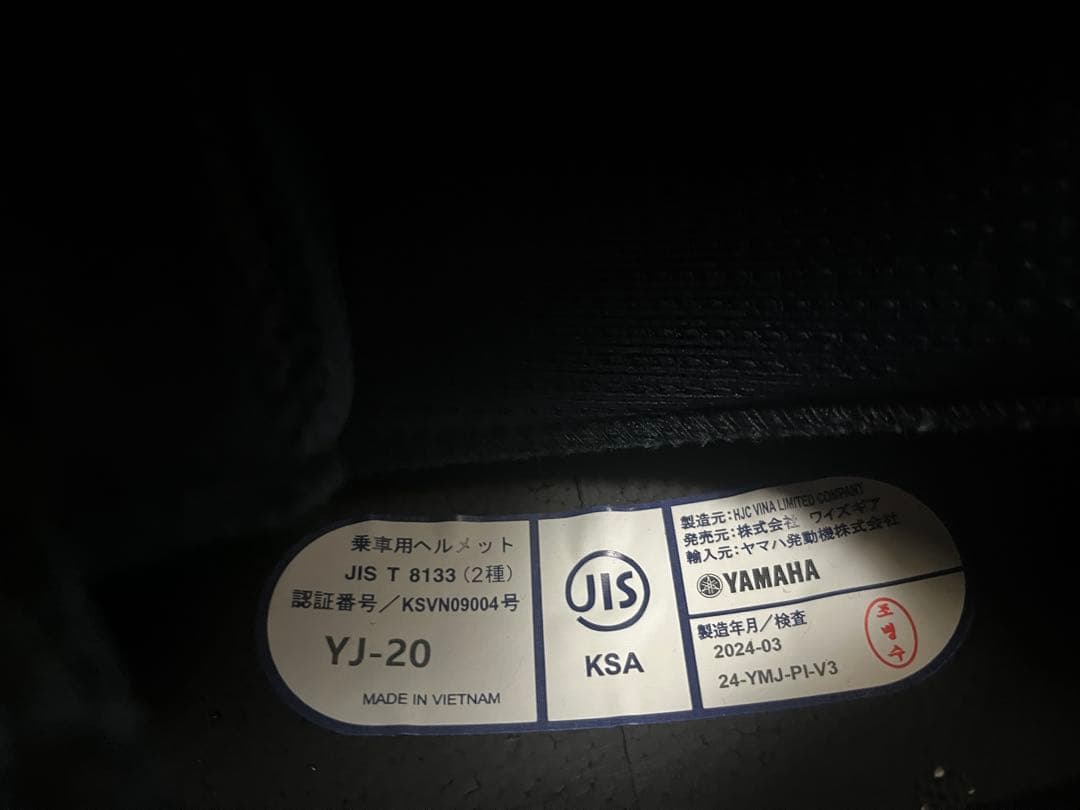 乗車用ヘルメット
JIS T 8133(2種)
認証番号/KSVN09004号
YJ-20
MADE IN VIETNAM
JIS
KSA
製造元:HJC VINA LIMITED COMPANY
発売元:株式会社 ワイズギア
輸入元:ヤマハ発動機株式会社
YAMAHA
製造年月/検査
2024-03
24-YMJ-PI-V3
조
병
수